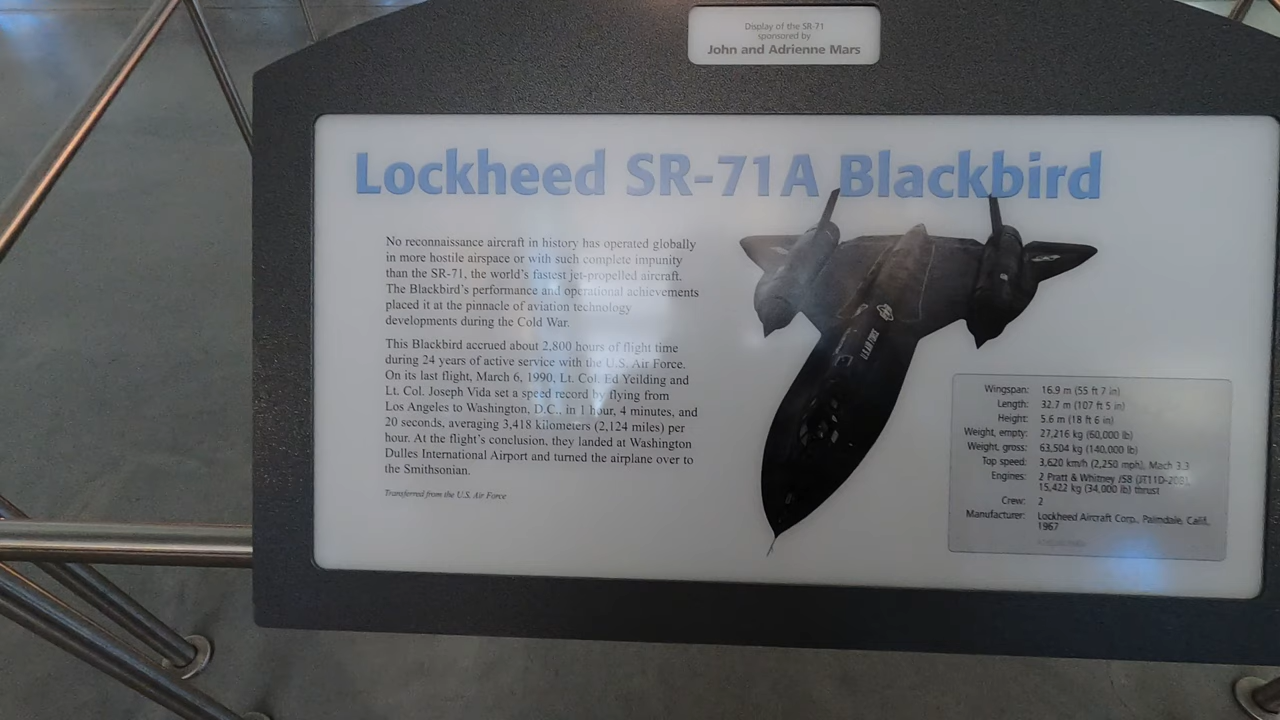 Display of the SR-71
sponsored by
John and Adrienne Mars
Lockheed SR-71A Blackbird
No reconnaissance aircraft in history has operated globally
in more hostile airspace or with such complete impunity
than the SR-71, the world's fastest jet-propelled aircraft.
The Blackbird's performance and operational achievements
placed it at the pinnacle of aviation technology
developments during the Cold War.
This Blackbird accrued about 2,800 hours of flight time
during 24 years of active service with the U.S. Air Force.
On its last flight, March 6, 1990, Lt. Col. Ed Yeilding and
Lt. Col. Joseph Vida set a speed record by flying from
Los Angeles to Washington, D.C., in 1 hour, 4 minutes, and
20 seconds, averaging 3,418 kilometers (2,124 miles) per
hour. At the flight's conclusion, they landed at Washington
Dulles International Airport and turned the airplane over to
the Smithsonian.
Transferred from the U.S. Air Force
U.S. AIR FORCE
Wingspan: 16.9 m (55 ft 7 in)
Length: 32.7 m (107 ft 5 in)
Height: 5.6 m (18 ft 6 in)
Weight, empty: 27,216 kg (60,000 lb)
Weight, gross: 63,504 kg (140,000 lb)
Top speed: 3,620 km/h (2,250 mph), Mach 3.3
Engines: 2 Pratt & Whitney J58 (JT11D-20B),
15,422 kg (34,000 lb) thrust
Crew: 2
Manufacturer: Lockheed Aircraft Corp., Palmdale, Calif.,
1967